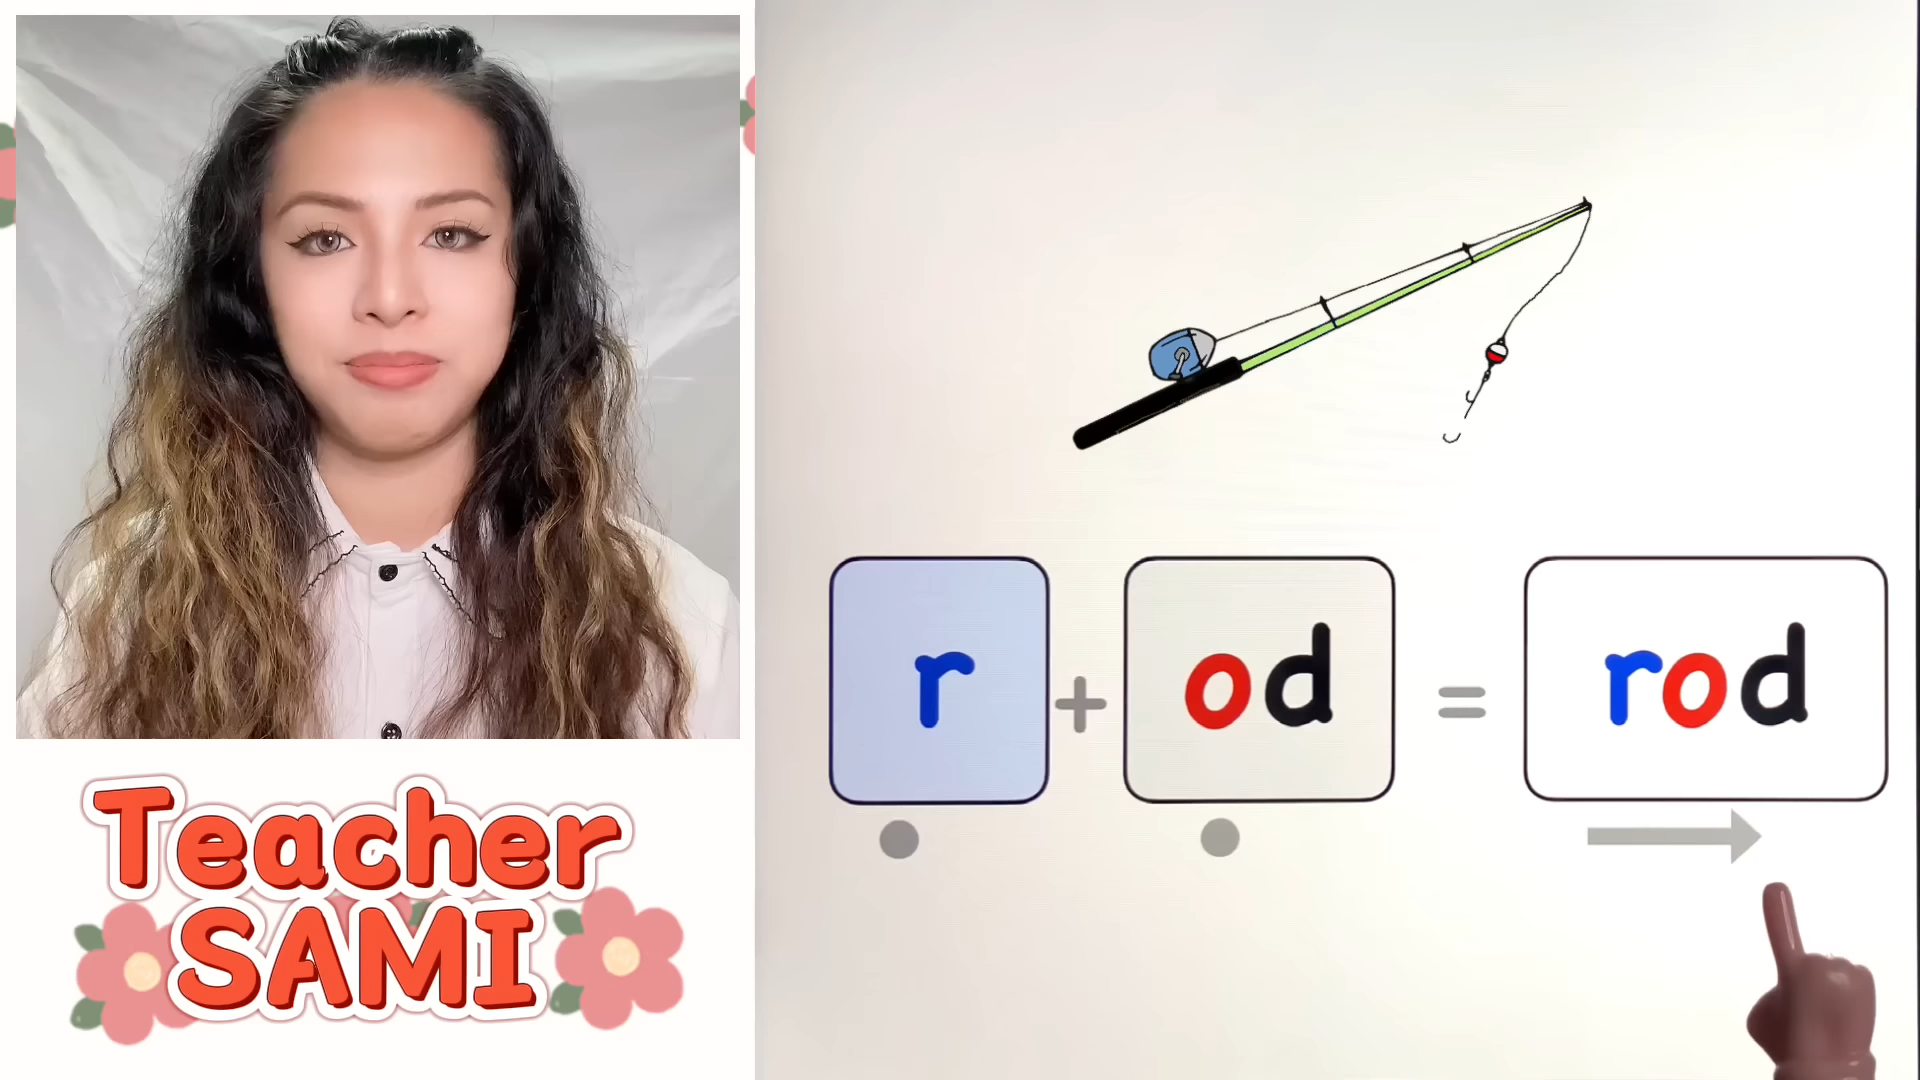 Teacher
SAMI
r + od = rod